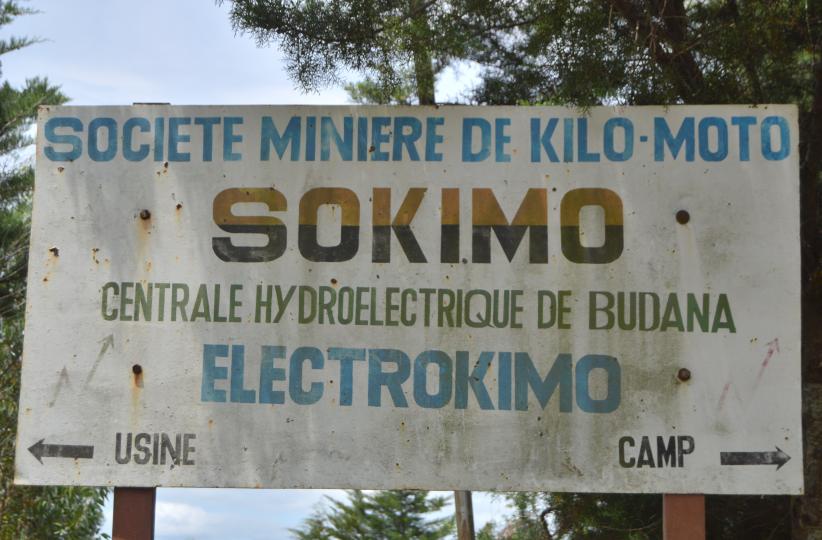 SOCIETE MINIERE DE KILO-MOTO
SOKIMO
CENTRALE HYDROELECTRIQUE DE BUDANA
ELECTROKIMO
USINE CAMP